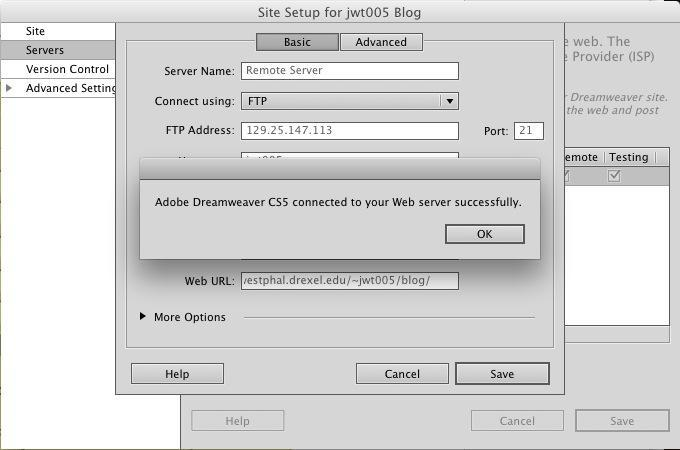 Site Setup for jwt005 Blog
Site
Servers
Version Control
Advanced Setting
Basic
Advanced
Server Name: Remote Server
Connect using: FTP
FTP Address: 129.25.147.113
Port: 21
Adobe Dreamweaver CS5 connected to your Web server successfully.
OK
Web URL: vestphal.drexel.edu/~jwt005/blog/
More Options
Help
Cancel
Save
e web. The
Provider (ISP)
r Dreamweaver site.
the web and post
emote
Testing
Help
Cancel
Save